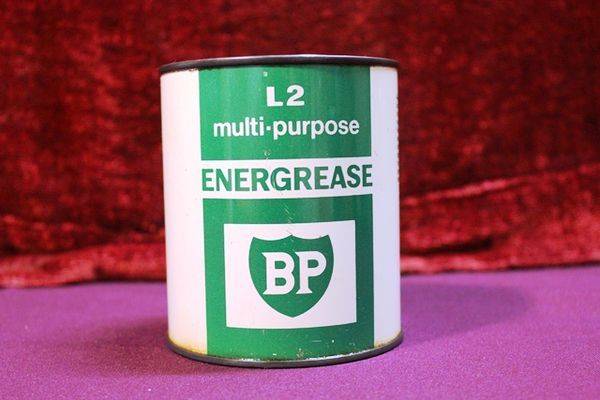 L2
multi-purpose
ENERGREASE
BP